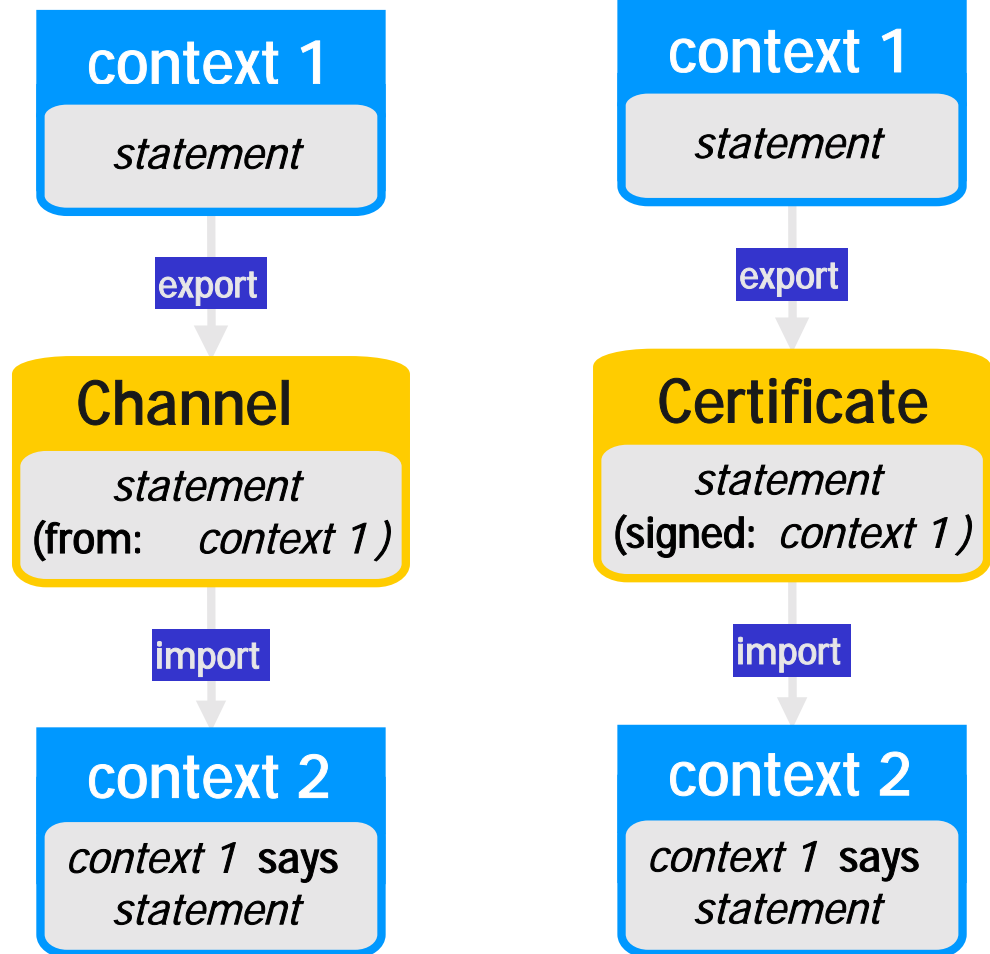 context 1
statement
export
Channel
statement
(from: context 1)
import
context 2
context 1 says
statement
context 1
statement
export
Certificate
statement
(signed: context 1)
import
context 2
context 1 says
statement